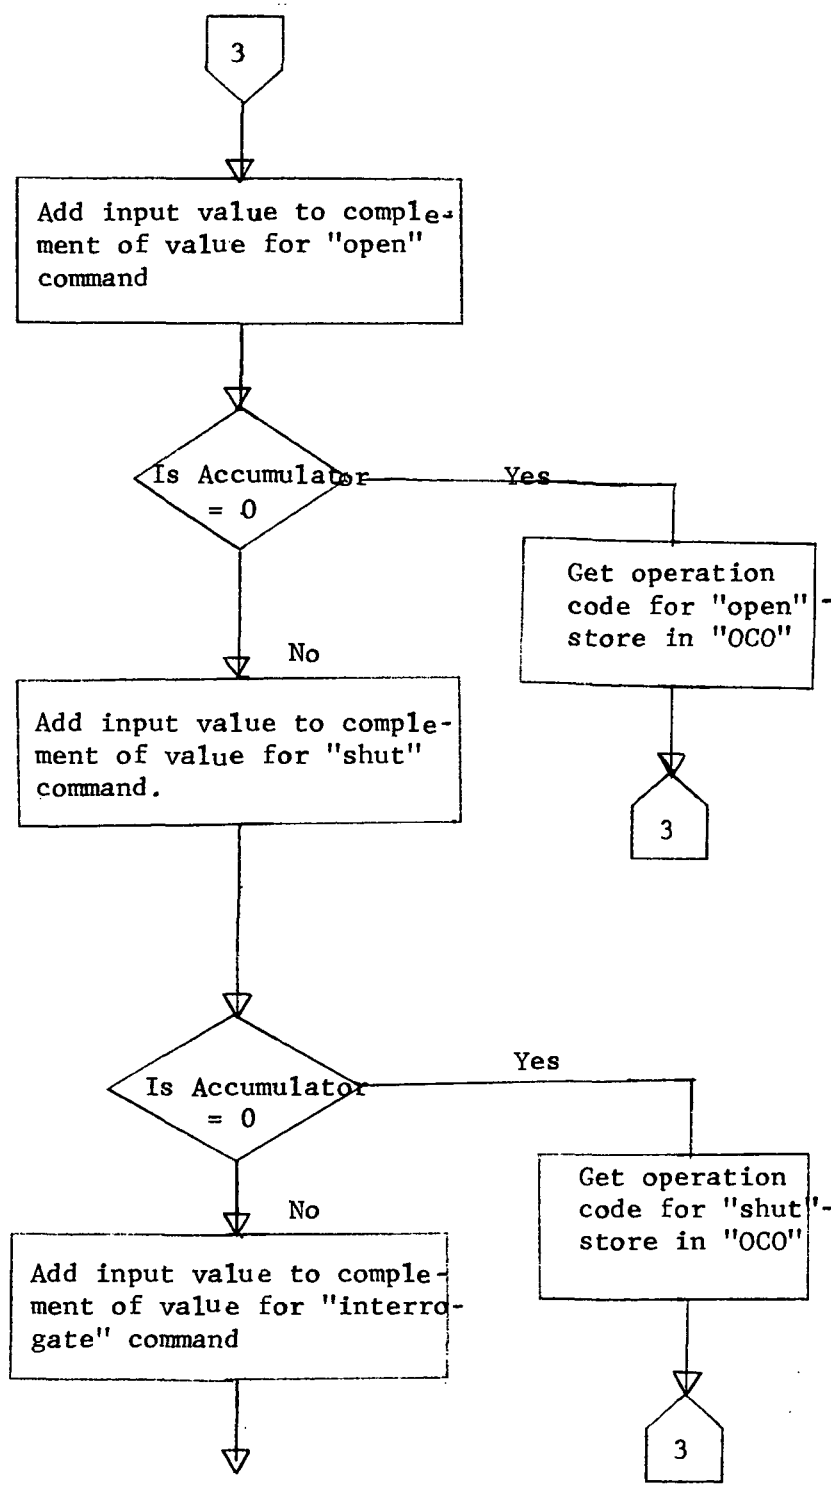 3
Add input value to comple-
ment of value for "open"
command
Is Accumulator
= 0
Yes
Get operation
code for "open" -
store in "OCO"
3
No
Add input value to comple-
ment of value for "shut"
command.
Is Accumulator
= 0
Yes
Get operation
code for "shut"-
store in "OCO"
3
No
Add input value to comple-
ment of value for "interro-
gate" command